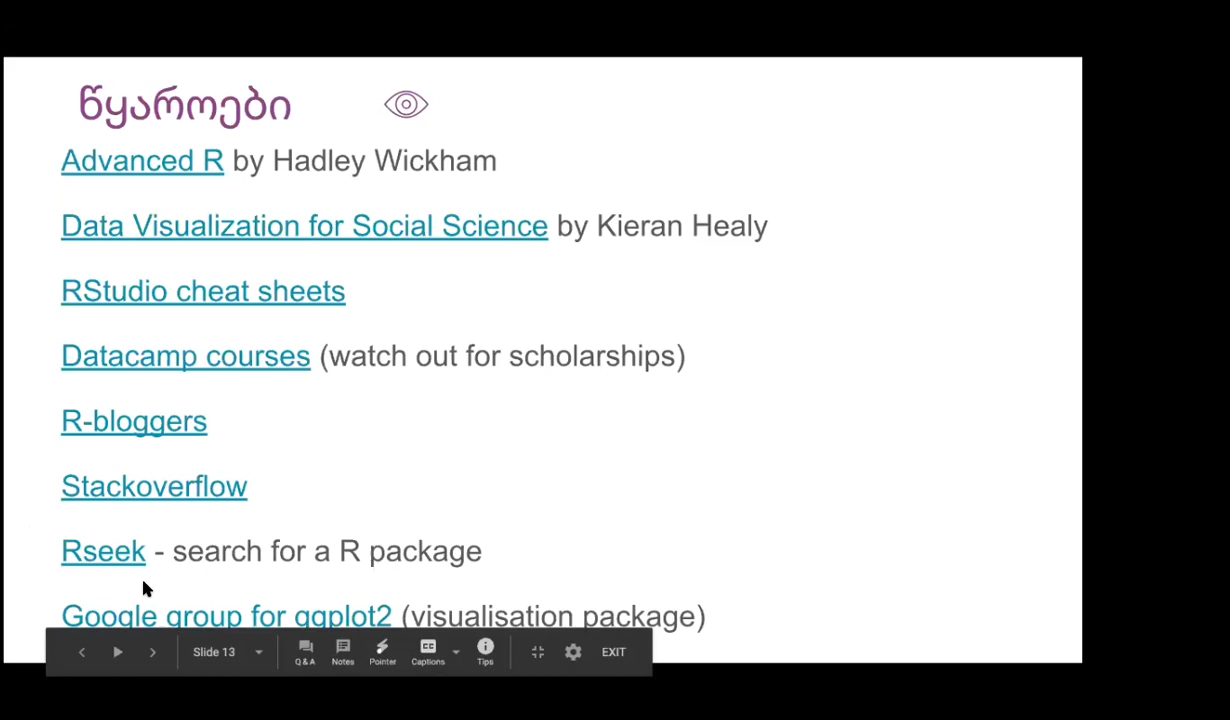 წყაროები
Advanced R by Hadley Wickham
Data Visualization for Social Science by Kieran Healy
RStudio cheat sheets
Datacamp courses (watch out for scholarships)
R-bloggers
Stackoverflow
Rseek - search for a R package
Google group for ggplot2 (visualisation package)
Slide 13
Q & A
Notes
Pointer
CC
Captions
Tips
EXIT